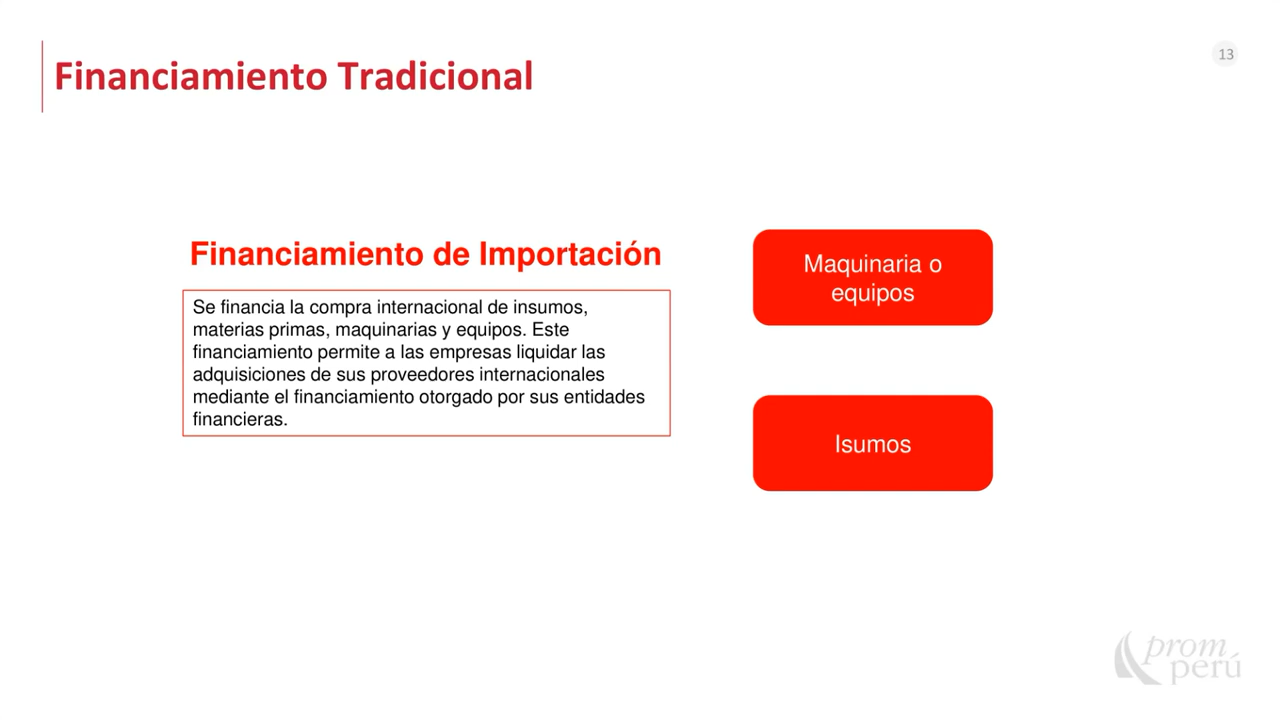 13
Financiamiento Tradicional
Financiamiento de Importación
Se financia la compra internacional de insumos,
materias primas, maquinarias y equipos. Este
financiamiento permite a las empresas liquidar las
adquisiciones de sus proveedores internacionales
mediante el financiamiento otorgado por sus entidades
financieras.
Maquinaria o
equipos
Isumos
prom
perú